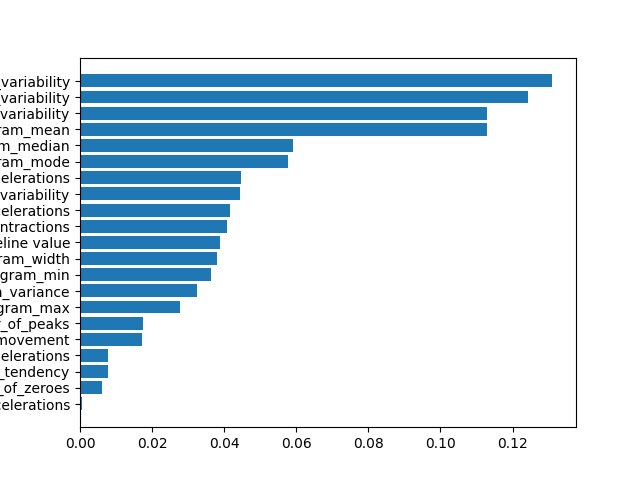 variability
variability
variability
ram_mean
m_median
ram_mode
elerations
variability
elerations
ntractions
eline value
ram_width
gram_min
_variance
gram_max
_of_peaks
movement
elerations
_tendency
_of_zeroes
elerations
0.00 0.02 0.04 0.06 0.08 0.10 0.12